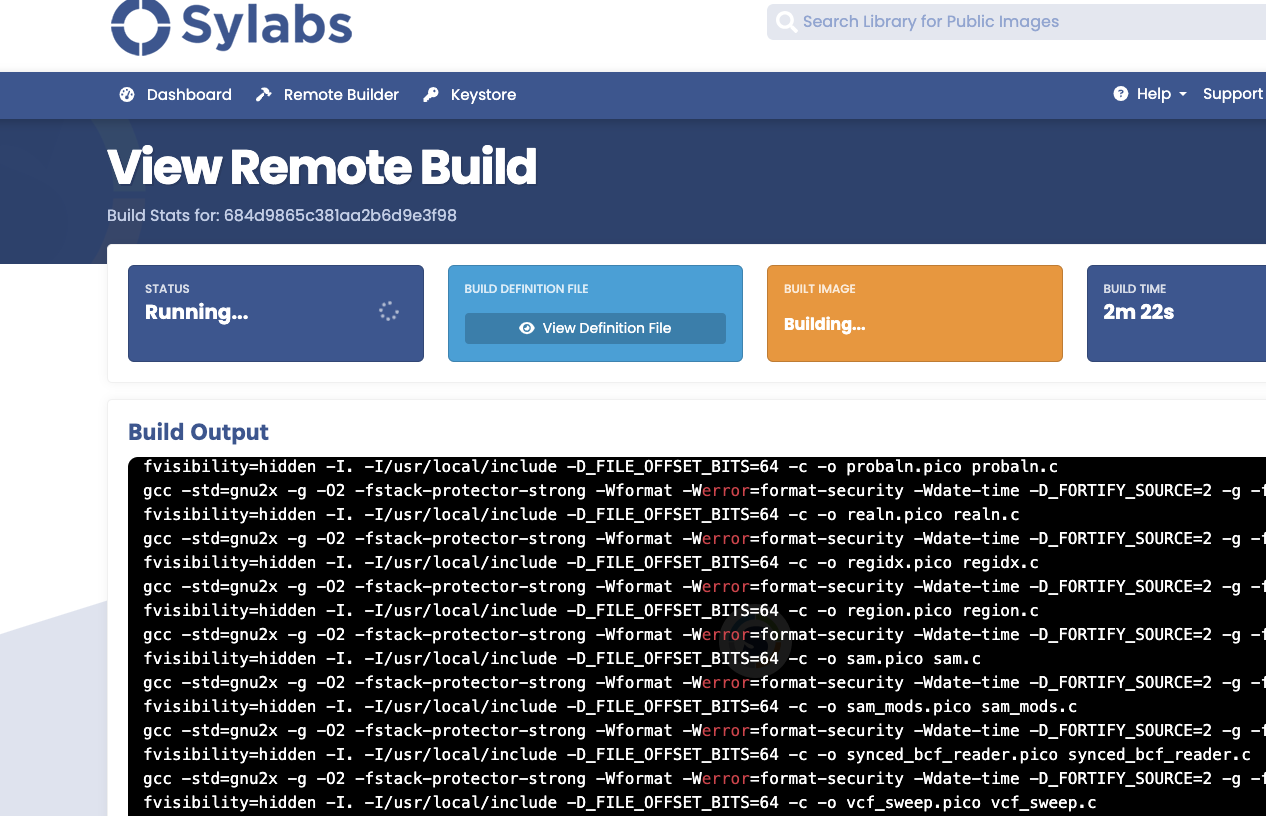 Sylabs
Search Library for Public Images
Dashboard
Remote Builder
Keystore
Help
Support
View Remote Build
Build Stats for: 684d9865c381aa2b6d9e3f98
STATUS
Running...
BUILD DEFINITION FILE
View Definition File
BUILT IMAGE
Building...
BUILD TIME
2m 22s
Build Output
fvisibility=hidden -I. -I/usr/local/include -D_FILE_OFFSET_BITS=64 -c -o probaln.pico probaln.c
gcc -std=gnu2x -g -O2 -fstack-protector-strong -Wformat -Werror=format-security -Wdate-time -D_FORTIFY_SOURCE=2 -g -f
fvisibility=hidden -I. -I/usr/local/include -D_FILE_OFFSET_BITS=64 -c -o realn.pico realn.c
gcc -std=gnu2x -g -O2 -fstack-protector-strong -Wformat -Werror=format-security -Wdate-time -D_FORTIFY_SOURCE=2 -g -f
fvisibility=hidden -I. -I/usr/local/include -D_FILE_OFFSET_BITS=64 -c -o regidx.pico regidx.c
gcc -std=gnu2x -g -O2 -fstack-protector-strong -Wformat -Werror=format-security -Wdate-time -D_FORTIFY_SOURCE=2 -g -f
fvisibility=hidden -I. -I/usr/local/include -D_FILE_OFFSET_BITS=64 -c -o region.pico region.c
gcc -std=gnu2x -g -O2 -fstack-protector-strong -Wformat -Werror=format-security -Wdate-time -D_FORTIFY_SOURCE=2 -g -f
fvisibility=hidden -I. -I/usr/local/include -D_FILE_OFFSET_BITS=64 -c -o sam.pico sam.c
gcc -std=gnu2x -g -O2 -fstack-protector-strong -Wformat -Werror=format-security -Wdate-time -D_FORTIFY_SOURCE=2 -g -f
fvisibility=hidden -I. -I/usr/local/include -D_FILE_OFFSET_BITS=64 -c -o sam_mods.pico sam_mods.c
gcc -std=gnu2x -g -O2 -fstack-protector-strong -Wformat -Werror=format-security -Wdate-time -D_FORTIFY_SOURCE=2 -g -f
fvisibility=hidden -I. -I/usr/local/include -D_FILE_OFFSET_BITS=64 -c -o synced_bcf_reader.pico synced_bcf_reader.c
gcc -std=gnu2x -g -O2 -fstack-protector-strong -Wformat -Werror=format-security -Wdate-time -D_FORTIFY_SOURCE=2 -g -f
fvisibility=hidden -I. -I/usr/local/include -D_FILE_OFFSET_BITS=64 -c -o vcf_sweep.pico vcf_sweep.c